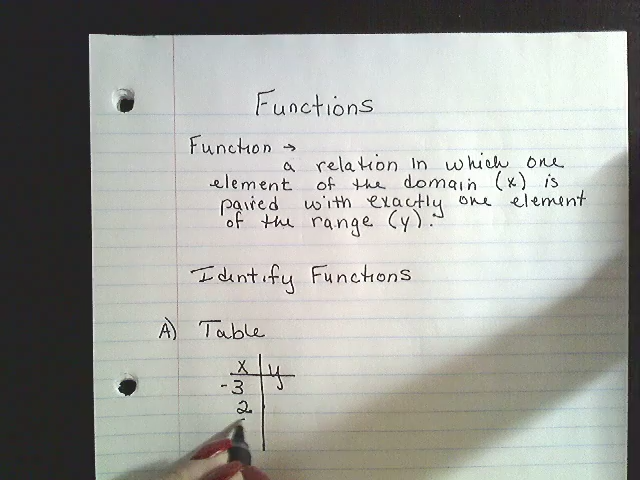 Functions
Function →
a relation in which one
element of the domain (x) is
paired with exactly one element
of the range (y).
Identify Functions
A) Table
x y
-3
2